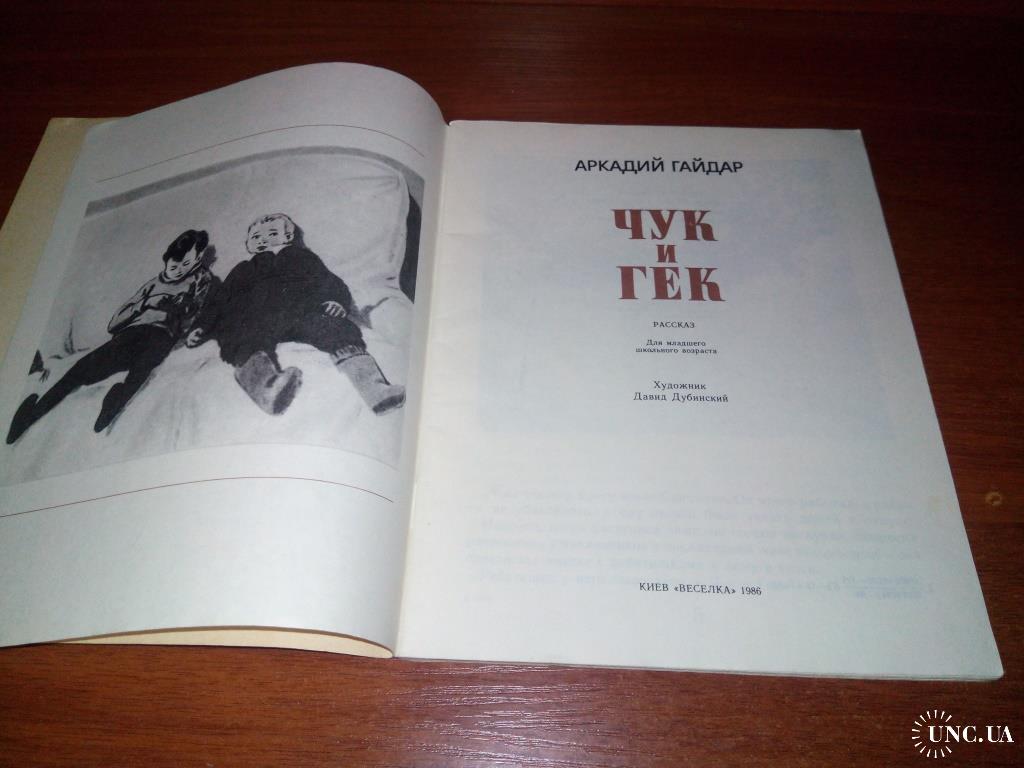 АРКАДИЙ ГАЙДАР
ЧУК
и
ГЕК
РАССКАЗ
Для младшего
школьного возраста
Художник
Давид Дубинский
КИЕВ «ВЕСЕЛКА» 1986
UNC.UA